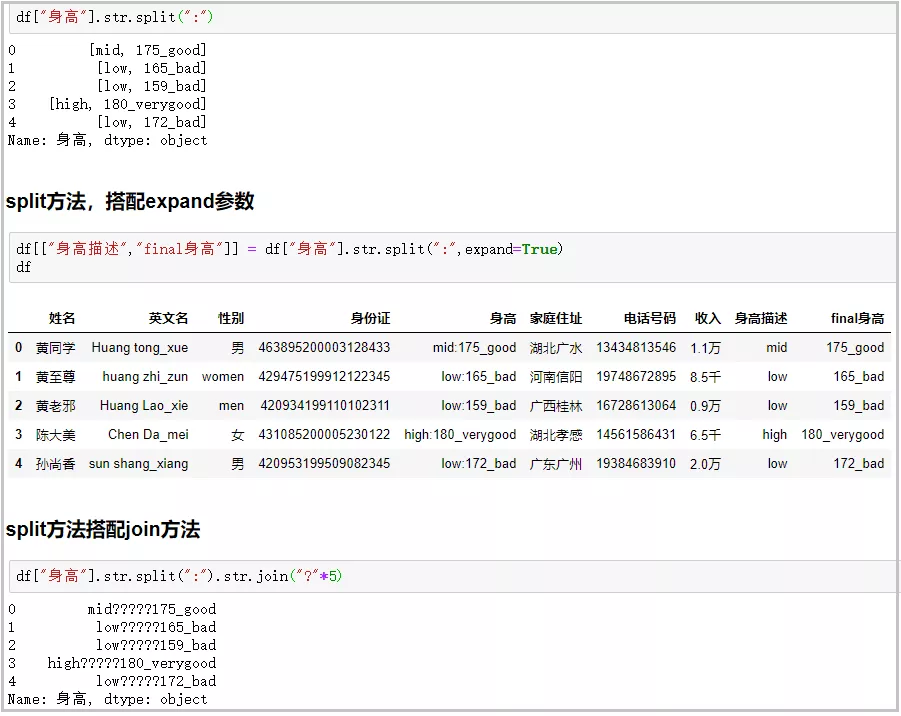 df["身高"].str.split(":")
0 [mid, 175_good]
1 [low, 165_bad]
2 [low, 159_bad]
3 [high, 180_verygood]
4 [low, 172_bad]
Name: 身高, dtype: object
split方法，搭配expand参数
df[["身高描述","final身高"]] = df["身高"].str.split(":",expand=True)
df
姓名 英文名 性别 身份证 身高 家庭住址 电话号码 收入 身高描述 final身高
0 黄同学 Huang tong_xue 男 463895200003128433 mid:175_good 湖北广水 13434813546 1.1万 mid 175_good
1 黄至尊 huang zhi_zun women 429475199912122345 low:165_bad 河南信阳 19748672895 8.5千 low 165_bad
2 黄老邪 Huang Lao_xie men 420934199110102311 low:159_bad 广西桂林 16728613064 0.9万 low 159_bad
3 陈大美 Chen Da_mei 女 431085200005230122 high:180_verygood 湖北孝感 14561586431 6.5千 high 180_verygood
4 孙尚香 sun shang_xiang 男 420953199509082345 low:172_bad 广东广州 19384683910 2.0万 low 172_bad
split方法搭配join方法
df["身高"].str.split(":").str.join("?"*5)
0 mid?????175_good
1 low?????165_bad
2 low?????159_bad
3 high?????180_verygood
4 low?????172_bad
Name: 身高, dtype: object